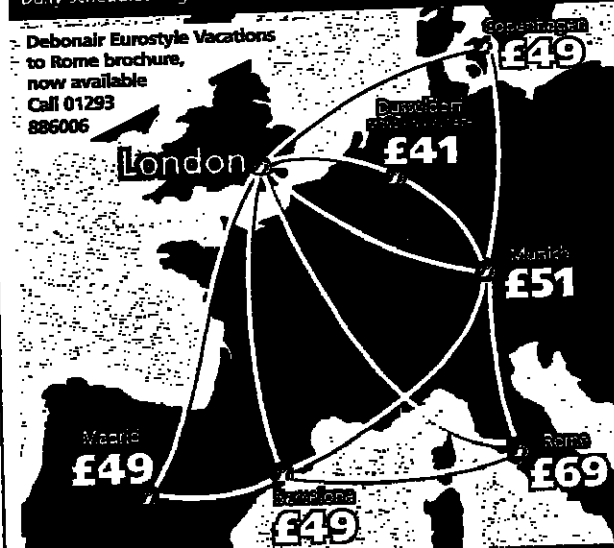 Debonair Eurostyle Vacations
to Rome brochure,
now available
Call 01293
886006
Copenhagen
£49
Dusseldorf
£41
London
Munich
£51
Madrid
£49
Rome
£69
Barcelona
£49